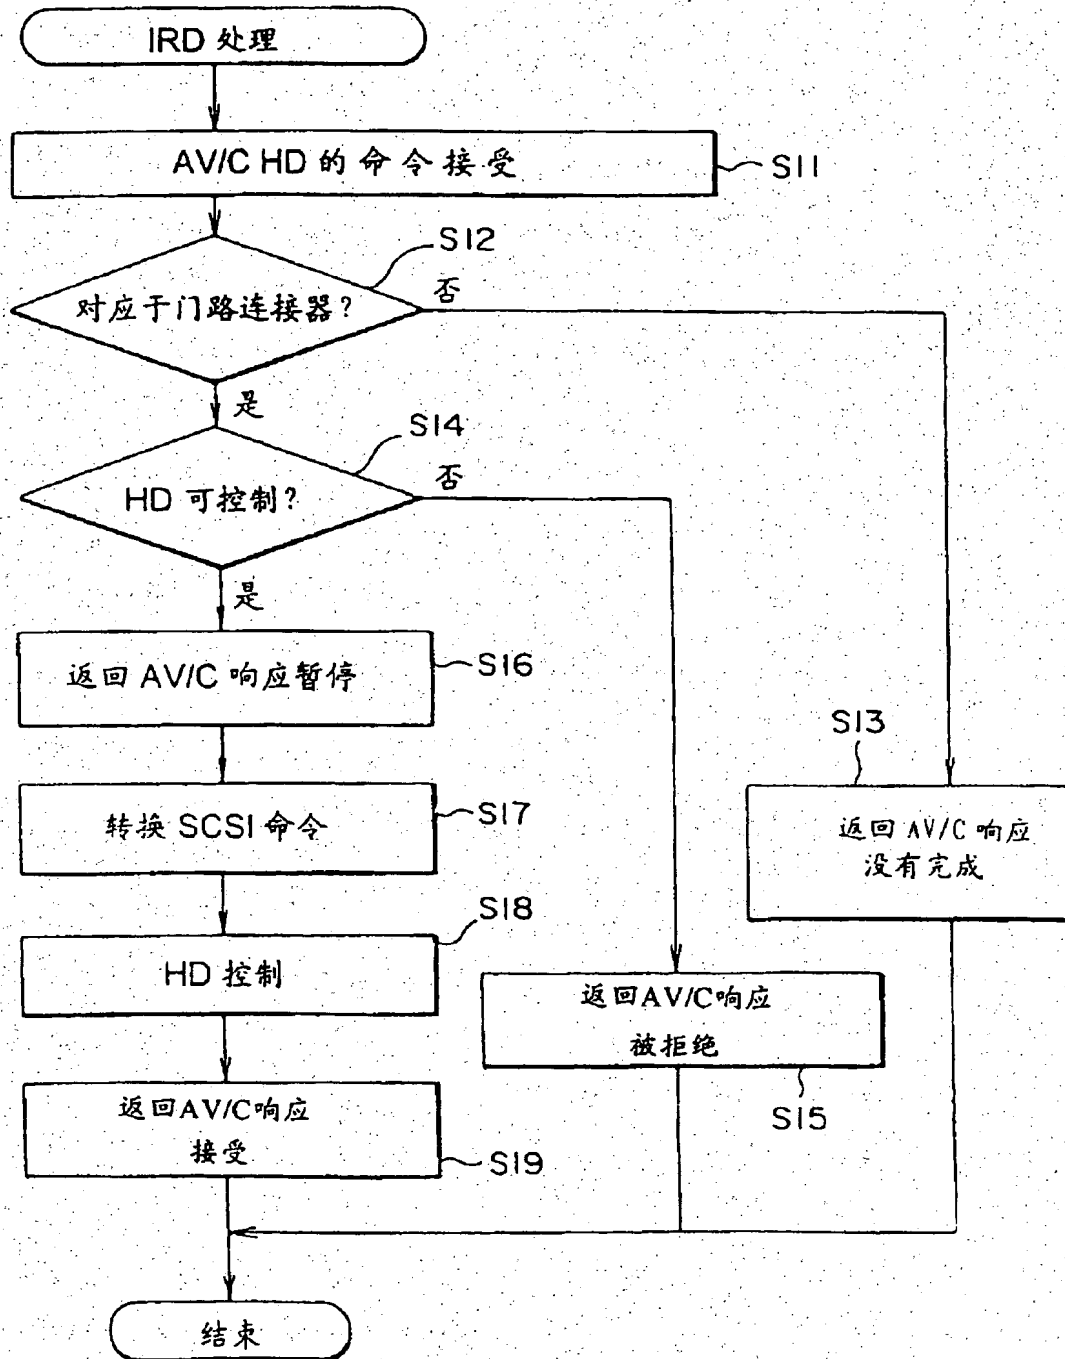 IRD 处理
AV/C HD 的命令接受
S11
S12
对应于门路连接器?
否
是
S14
HD 可控制?
否
是
返回 AV/C 响应暂停
S16
转换 SCSI 命令
S17
S18
HD 控制
返回AV/C响应
接受
S19
返回AV/C响应
被拒绝
S15
S13
返回 AV/C 响应
没有完成
结束